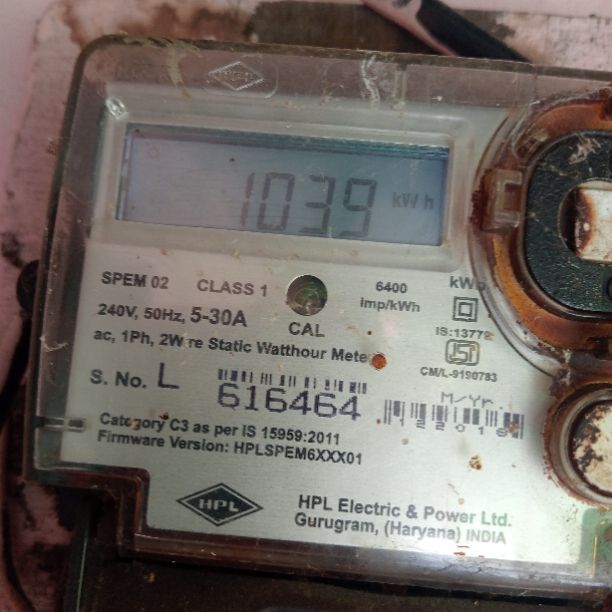 HPL
1039 kWh
SPEM 02 CLASS 1 6400 imp/kWh kWh
240V, 50Hz, 5-30A CAL IS:13779
ac, 1Ph, 2Wire Static Watthour Meter
CM/L-9190783
S. No. L 616464 M/Yr
Category C3 as per IS 15959:2011
Firmware Version: HPLSPEM6XXX01
HPL
HPL Electric & Power Ltd.
Gurugram, (Haryana) INDIA